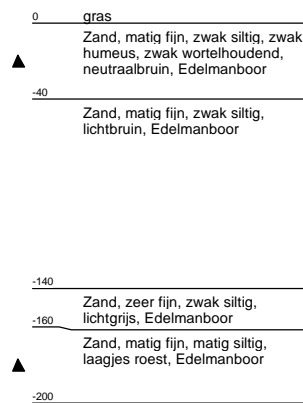 0 gras
Zand, matig fijn, zwak siltig, zwak
humeus, zwak wortelhoudend,
neutraalbruin, Edelmanboor
-40
Zand, matig fijn, zwak siltig,
lichtbruin, Edelmanboor
-140
Zand, zeer fijn, zwak siltig,
lichtgrijs, Edelmanboor
-160
Zand, matig fijn, matig siltig,
laagjes roest, Edelmanboor
-200